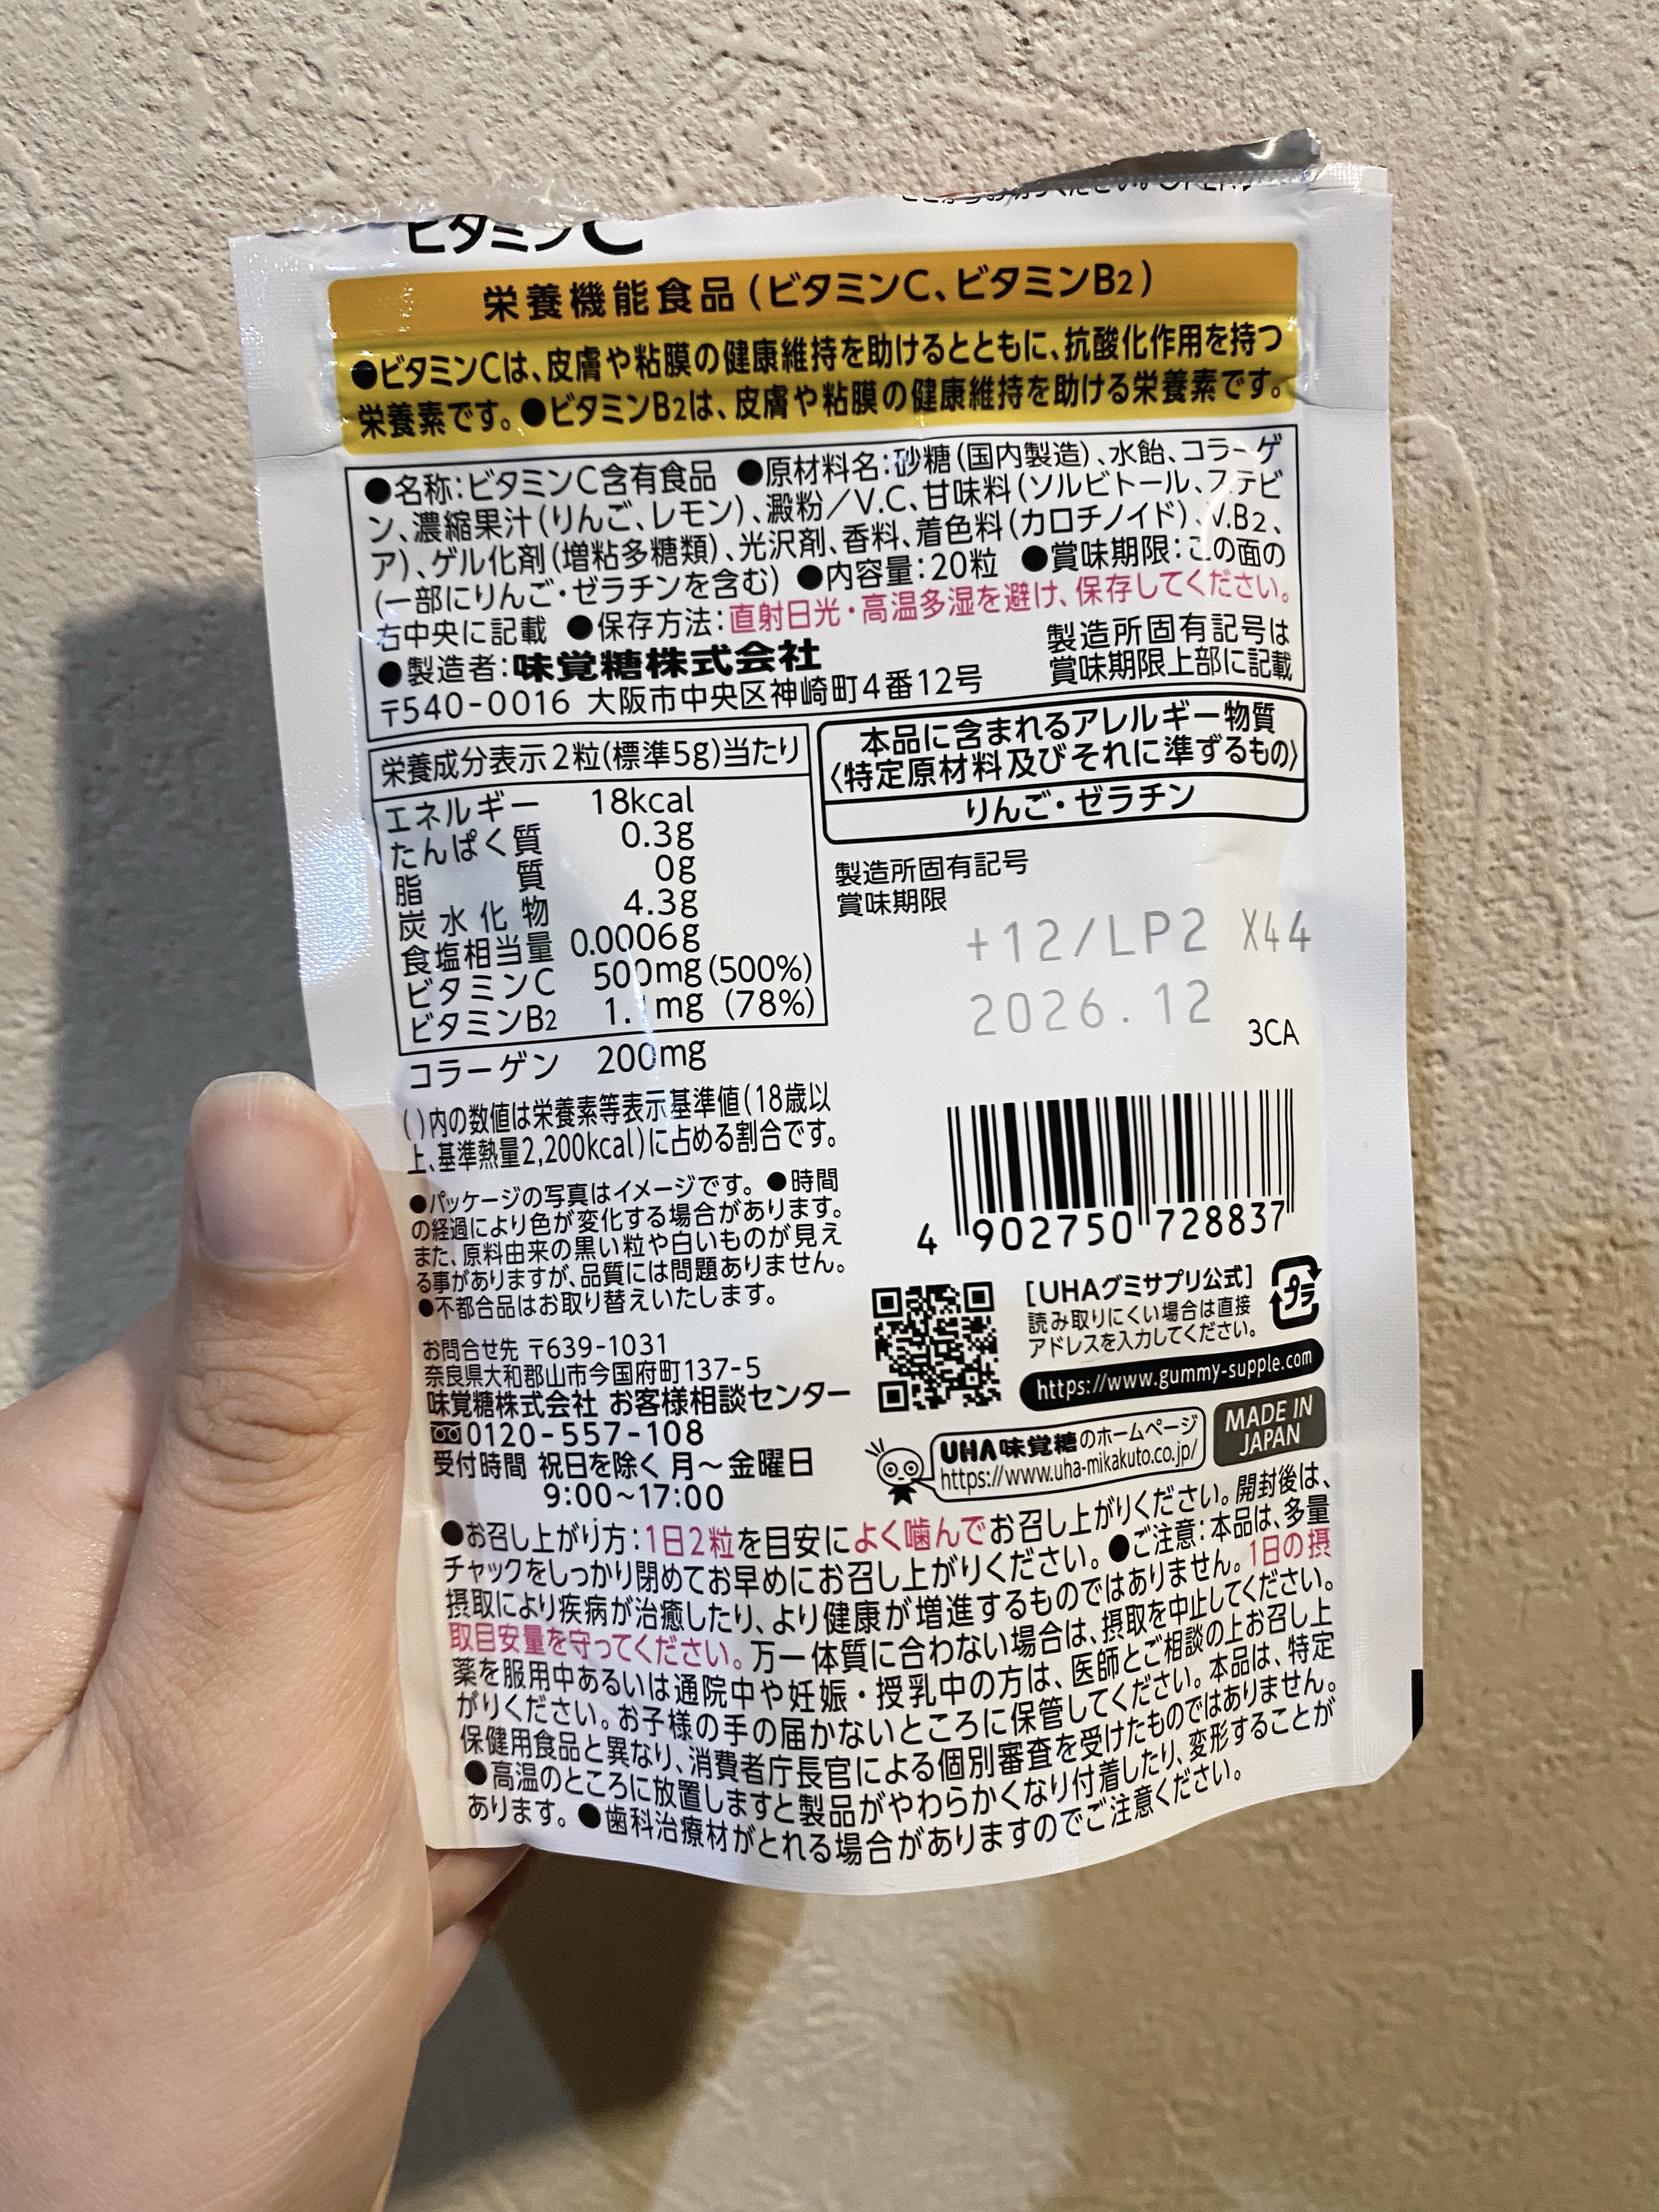 ビタミンC
栄養機能食品(ビタミンC、ビタミンB2)
●ビタミンCは、皮膚や粘膜の健康維持を助けるとともに、抗酸化作用を持つ
栄養素です。●ビタミンB2は、皮膚や粘膜の健康維持を助ける栄養素です。
●名称:ビタミンC含有食品 ●原材料名:砂糖(国内製造)、水飴、コラーゲ
ン、濃縮果汁(りんご、レモン)、澱粉/V.C、甘味料(ソルビトール、ステビ
ア)、ゲル化剤(増粘多糖類)、光沢剤、香料、着色料(カロチノイド)、V.B2、
(一部にりんご・ゼラチンを含む) ●内容量:20粒 ●賞味期限:この面の
右中央に記載 ●保存方法:直射日光・高温多湿を避け、保存してください。
●製造者:味覚糖株式会社
〒540-0016 大阪市中央区神崎町4番12号
製造所固有記号は
賞味期限上部に記載
栄養成分表示2粒(標準5g)当たり
エネルギー 18kcal
たんぱく質 0.3g
脂質 0g
炭水化物 4.3g
食塩相当量 0.0006g
ビタミンC 500mg(500%)
ビタミンB2 mg (78%)
コラーゲン 200mg
( )内の数値は栄養素等表示基準値(18歳以
上、基準熱量2,200kcal)に占める割合です。
●パッケージの写真はイメージです。●時間
の経過により色が変化する場合があります。
また、原料由来の黒い粒や白いものが見え
る事がありますが、品質には問題ありません。
●不都合品はお取り替えいたします。
お問合せ先 〒639-1031
奈良県大和郡山市今国府町137-5
味覚糖株式会社 お客様相談センター
0120-557-108
受付時間 祝日を除く 月～金曜日
9:00~17:00
本品に含まれるアレルギー物質
〈特定原材料及びそれに準ずるもの〉
りんご・ゼラチン
製造所固有記号
賞味期限
+12/LP2 X44
2026.12
3CA
4 902750 728837
[UHAグミサプリ公式]
読み取りにくい場合は直接
アドレスを入力してください。
プラ
https://www.gummy-supple.com
UHA味覚糖のホームページ
https://www.uha-mikakuto.co.jp/
MADE IN
JAPAN
●お召し上がり方:1日2粒を目安によく噛んでお召し上がりください。開封後は、
チャックをしっかり閉めてお早めにお召し上がりください。●ご注意:本品は、多量
摂取により疾病が治癒したり、より健康が増進するものではありません。1日の摂
取目安量を守ってください。万一体質に合わない場合は、摂取を中止してください。
薬を服用中あるいは通院中や妊娠・授乳中の方は、医師とご相談の上お召し上
がりください。お子様の手の届かないところに保管してください。本品は、特定
保健用食品と異なり、消費者庁長官による個別審査を受けたものではありません。
●高温のところに放置しますと製品がやわらかくなり付着したり、変形することが
あります。●歯科治療材がとれる場合がありますのでご注意ください。